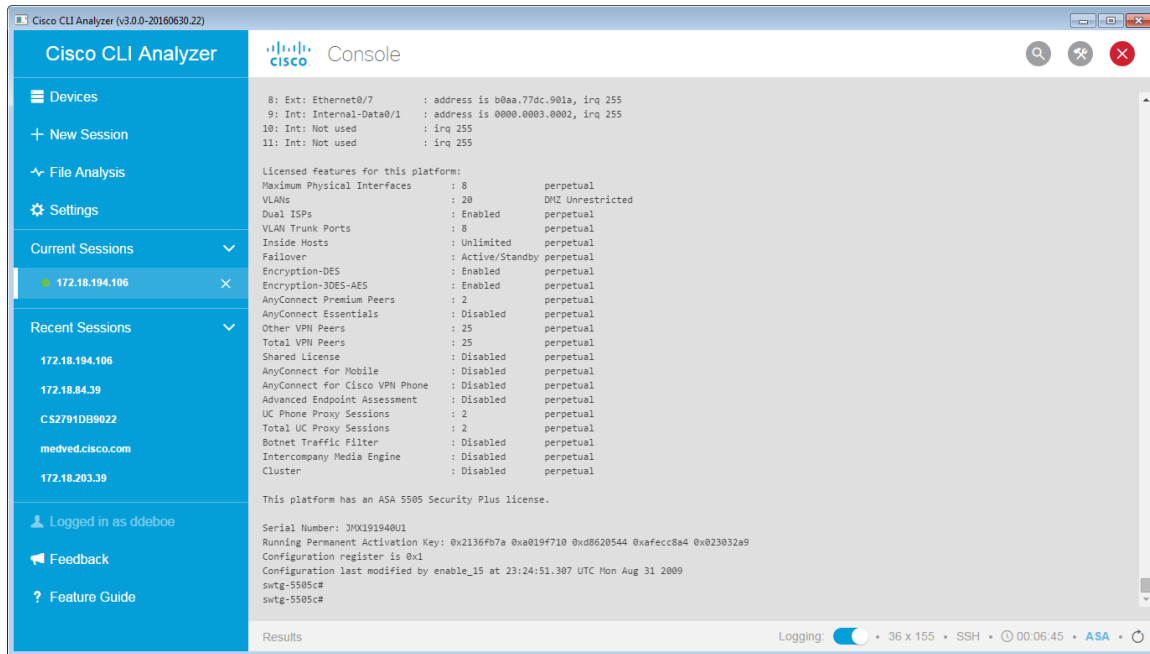 Cisco CLI Analyzer (v3.0.0-20160630.22)
Cisco CLI Analyzer
Devices
New Session
File Analysis
Settings
Current Sessions
172.18.194.106
Recent Sessions
172.18.194.106
172.18.84.39
CS2791DB9022
medved.cisco.com
172.18.203.39
Logged in as ddeboe
Feedback
? Feature Guide
CISCO Console
8: Ext: Ethernet0/7 : address is b0aa.77dc.901a, irq 255
9: Int: Internal-Data0/1 : address is 0000.0003.0002, irq 255
10: Int: Not used : irq 255
11: Int: Not used : irq 255
Licensed features for this platform:
Maximum Physical Interfaces : 8 perpetual
VLANs : 20 DMZ Unrestricted
Dual ISPs : Enabled perpetual
VLAN Trunk Ports : 8 perpetual
Inside Hosts : Unlimited perpetual
Failover : Active/Standby perpetual
Encryption-DES : Enabled perpetual
Encryption-3DES-AES : Enabled perpetual
AnyConnect Premium Peers : 2 perpetual
AnyConnect Essentials : Disabled perpetual
Other VPN Peers : 25 perpetual
Total VPN Peers : 25 perpetual
Shared License : Disabled perpetual
AnyConnect for Mobile : Disabled perpetual
AnyConnect for Cisco VPN Phone : Disabled perpetual
Advanced Endpoint Assessment : Disabled perpetual
UC Phone Proxy Sessions : 2 perpetual
Total UC Proxy Sessions : 2 perpetual
Botnet Traffic Filter : Disabled perpetual
Intercompany Media Engine : Disabled perpetual
Cluster : Disabled perpetual
This platform has an ASA 5505 Security Plus license.
Serial Number: JMX191940U1
Running Permanent Activation Key: 0x2136fb7a 0xa019f710 0xd8620544 0xafecc8a4 0x023032a9
Configuration register is 0x1
Configuration last modified by enable_15 at 23:24:51.307 UTC Mon Aug 31 2009
swtg-5505c#
swtg-5505c#
Results
Logging: • 36 x 155 • SSH • 00:06:45 • ASA •